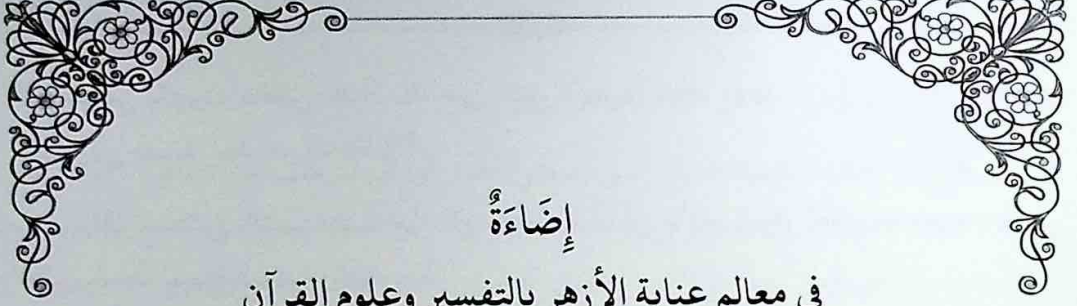 إِضَاءَةٌ
في معالم عناية الأزهر بالتفسير وعلوم القرآن